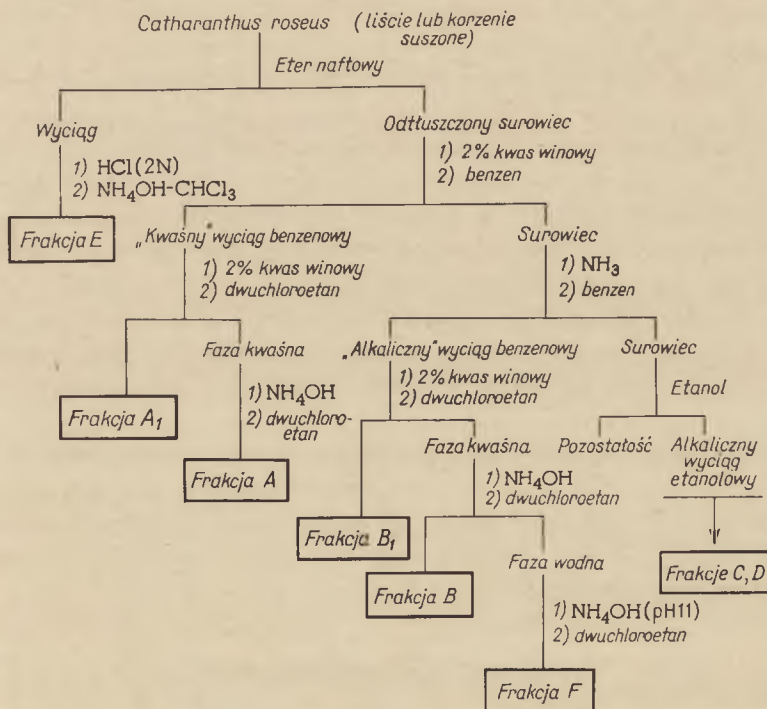 Catharanthus roseus (liście lub korzenie
suszone)
Eter naftowy
Wyciąg
Odtłuszczony surowiec
1) HCl (2N)
2) NH₄OH-CHCl₃
1) 2% kwas winowy
2) benzen
Frakcja E
„Kwaśny" wyciąg benzenowy
Surowiec
1) 2% kwas winowy
2) dwuchloroetan
1) NH₃
2) benzen
Faza kwaśna
„Alkaliczny" wyciąg benzenowy
Surowiec
1) NH₄OH
2) dwuchloro-
etan
1) 2% kwas winowy
2) dwuchloroetan
Etanol
Frakcja A₁
Faza kwaśna
Pozostałość
Alkaliczny
wyciąg
etanolowy
Frakcja A
1) NH₄OH
2) dwuchloroetan
Frakcja B₁
Faza wodna
Frakcje C, D
Frakcja B
1) NH₄OH (pH11)
2) dwuchloroetan
Frakcja F